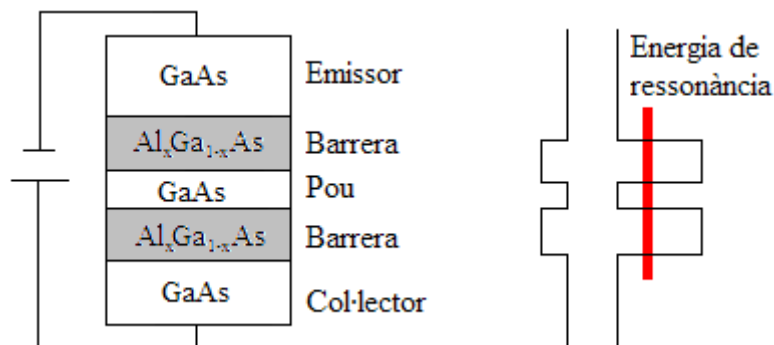 GaAs Emissor
AlxGa1-xAs Barrera
GaAs Pou
AlxGa1-xAs Barrera
GaAs Col·lector
Energia de
ressonància